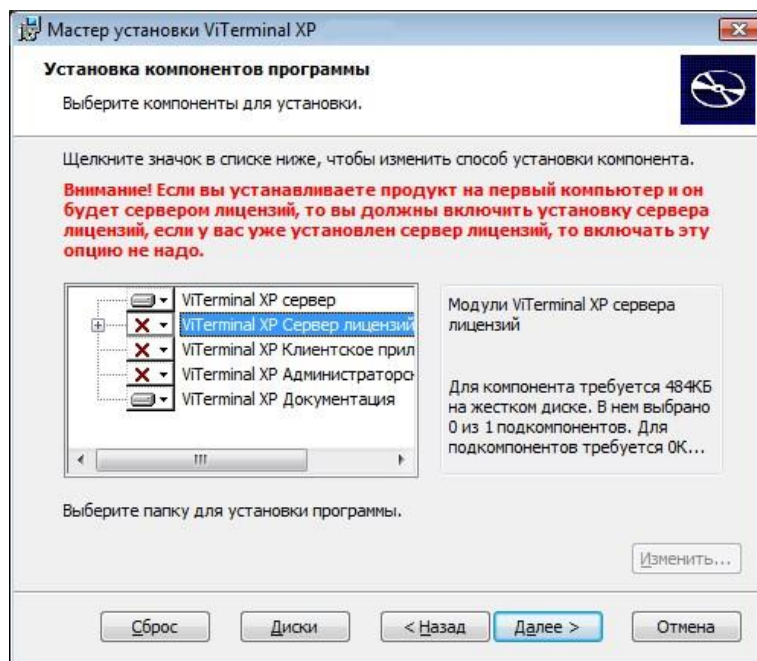 Мастер установки ViTerminal XP
Установка компонентов программы
Выберите компоненты для установки.
Щелкните значок в списке ниже, чтобы изменить способ установки компонента.
Внимание! Если вы устанавливаете продукт на первый компьютер и он
будет сервером лицензий, то вы должны включить установку сервера
лицензий, если у вас уже установлен сервер лицензий, то включать эту
опцию не надо.
ViTerminal XP сервер
ViTerminal XP Сервер лицензий
ViTerminal XP Клиентское прил
ViTerminal XP Администраторск
ViTerminal XP Документация
Модули ViTerminal XP сервера
лицензий
Для компонента требуется 484КБ
на жестком диске. В нем выбрано
0 из 1 подкомпонентов. Для
подкомпонентов требуется 0К...
Выберите папку для установки программы.
Изменить...
Сброс
Диски
< Назад
Далее >
Отмена